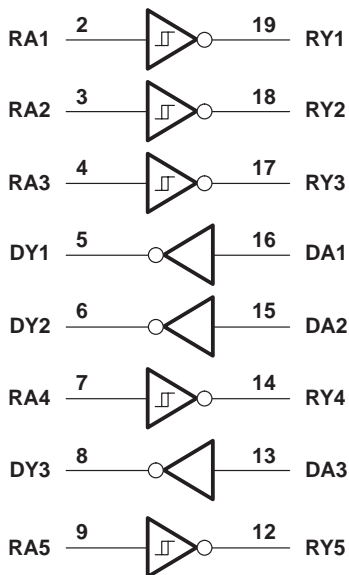 RA1 2 19 RY1
RA2 3 18 RY2
RA3 4 17 RY3
DY1 5 16 DA1
DY2 6 15 DA2
RA4 7 14 RY4
DY3 8 13 DA3
RA5 9 12 RY5